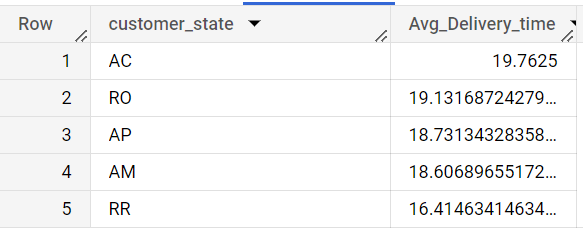 Row customer_state Avg_Delivery_time
1 AC 19.7625
2 RO 19.13168724279...
3 AP 18.73134328358...
4 AM 18.60689655172...
5 RR 16.41463414634...